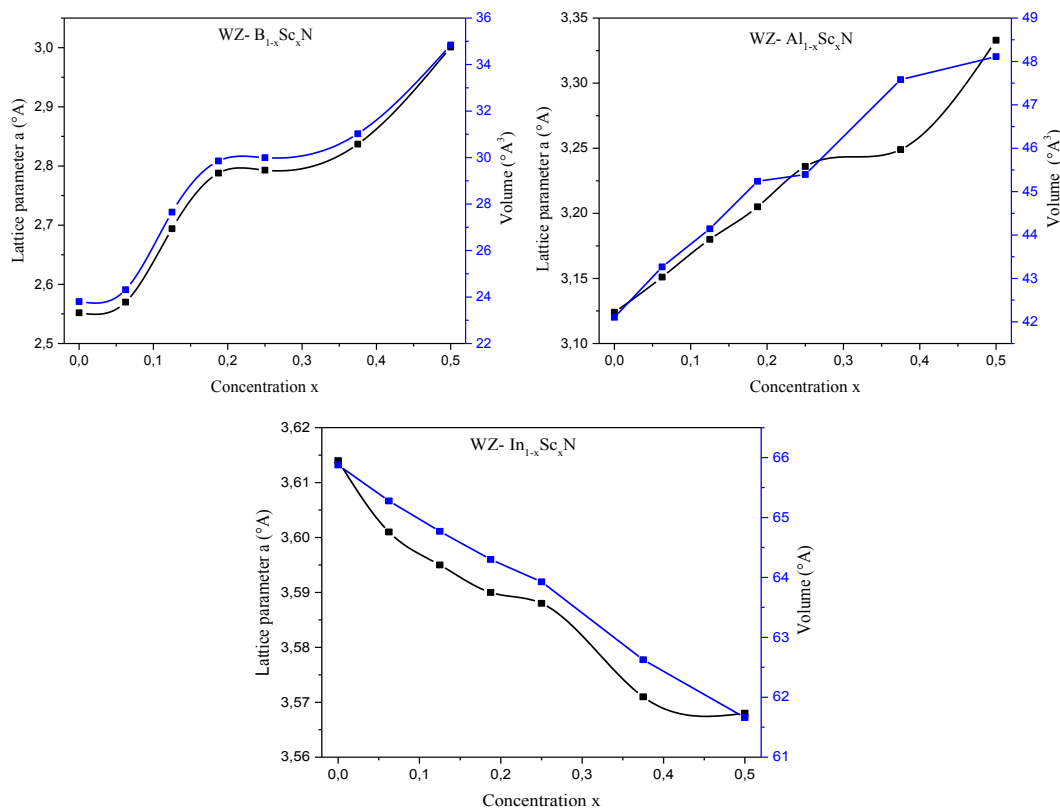 WZ- B₁₋ₓScₓN
Lattice parameter a (°A)
3,0
2,9
2,8
2,7
2,6
2,5
36
34
32
30
28
26
24
22
Volume (°A³)
0,0 0,1 0,2 0,3 0,4 0,5
Concentration x
WZ- Al₁₋ₓScₓN
Lattice parameter a (°A)
3,35
3,30
3,25
3,20
3,15
3,10
49
48
47
46
45
44
43
42
Volume (°A³)
0,0 0,1 0,2 0,3 0,4 0,5
Concentration x
WZ- In₁₋ₓScₓN
Lattice parameter a (°A)
3,62
3,61
3,60
3,59
3,58
3,57
3,56
66
65
64
63
62
61
Volume (°A)
0,0 0,1 0,2 0,3 0,4 0,5
Concentration x